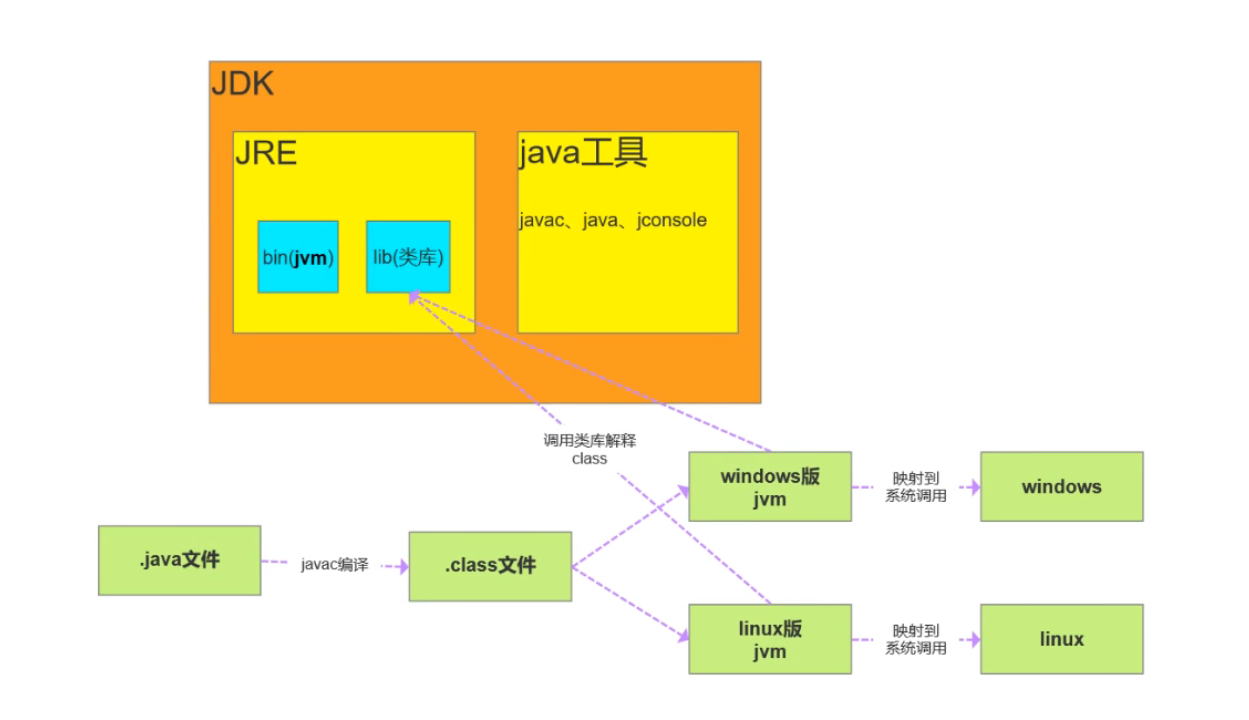 JDK
JRE
java工具
javac、java、jconsole
bin(jvm)
lib(类库)
调用类库解释
class
windows版
jvm
映射到
系统调用
windows
.java文件
javac编译
.class文件
linux版
jvm
映射到
系统调用
linux